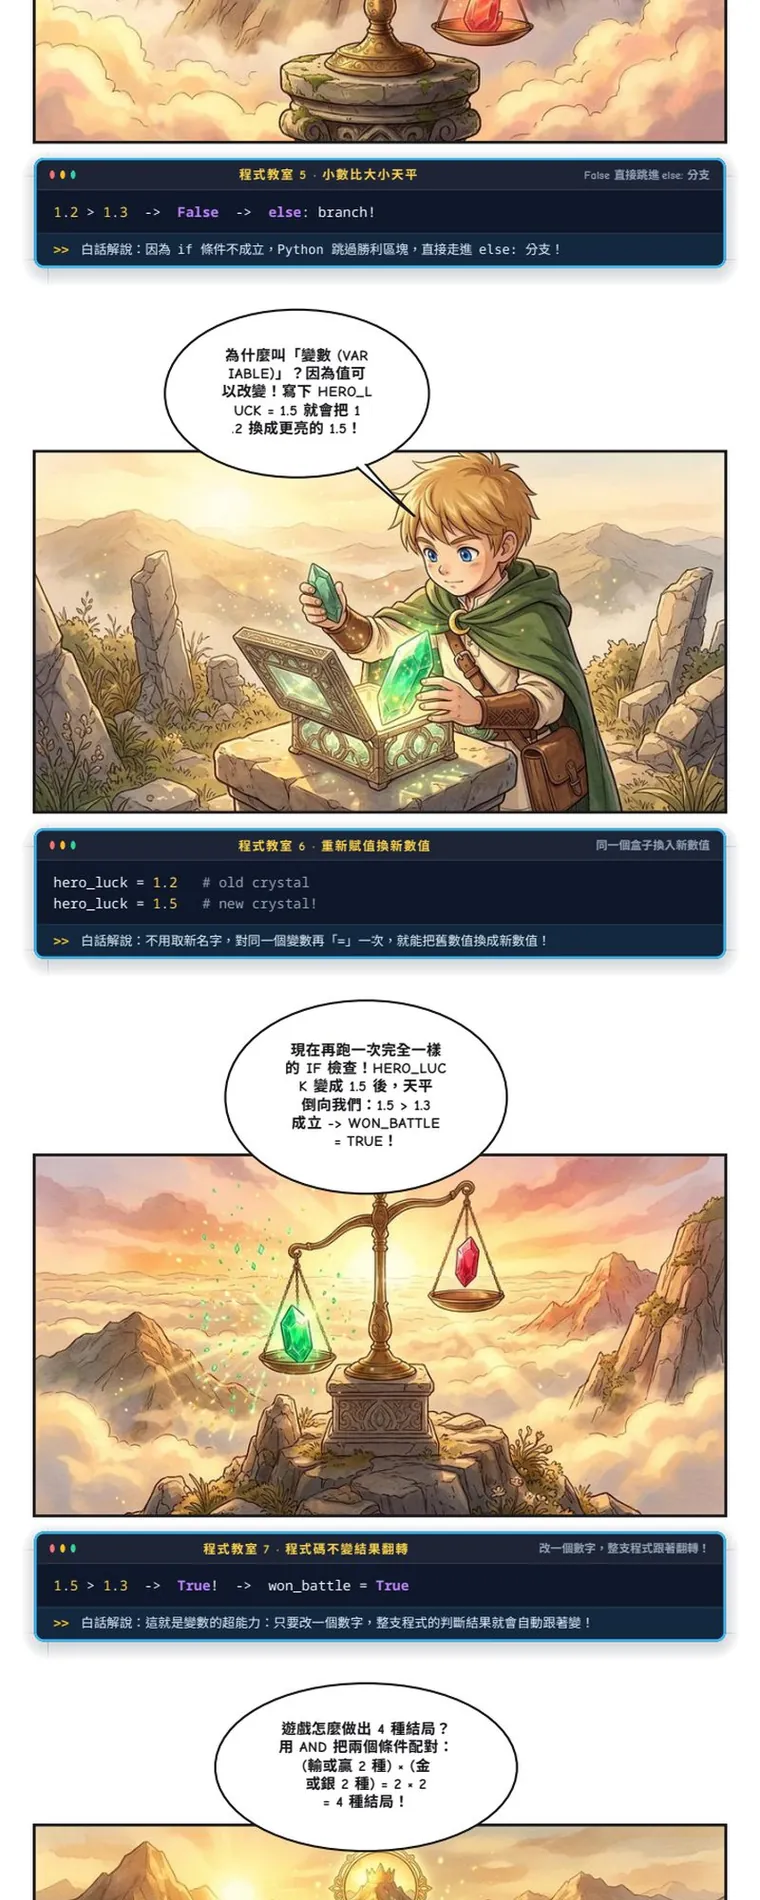 程式教室 5 · 小數比大小天平
False 直接跳進 else: 分支
1.2 > 1.3 -> False -> else: branch!
>> 白話解說：因為 if 條件不成立，Python 跳過勝利區塊，直接走進 else: 分支！
為什麼叫「變數 (VAR
IABLE)」？因為值可
以改變！寫下 HERO_L
UCK = 1.5 就會把 1
.2 換成更亮的 1.5！
程式教室 6 · 重新賦值換新數值
同一個盒子換入新數值
hero_luck = 1.2 # old crystal
hero_luck = 1.5 # new crystal!
>> 白話解說：不用取新名字，對同一個變數再「=」一次，就能把舊數值換成新數值！
現在再跑一次完全一樣
的 IF 檢查！HERO_LUC
K 變成 1.5 後，天平
倒向我們：1.5 > 1.3
成立 -> WON_BATTLE
= TRUE！
程式教室 7 · 程式碼不變結果翻轉
改一個數字，整支程式跟著翻轉！
1.5 > 1.3 -> True! -> won_battle = True
>> 白話解說：這就是變數的超能力：只要改一個數字，整支程式的判斷結果就會自動跟著變！
遊戲怎麼做出 4 種結局？
用 AND 把兩個條件配對：
(輸或贏 2 種) × (金
或銀 2 種) = 2 × 2
= 4 種結局！